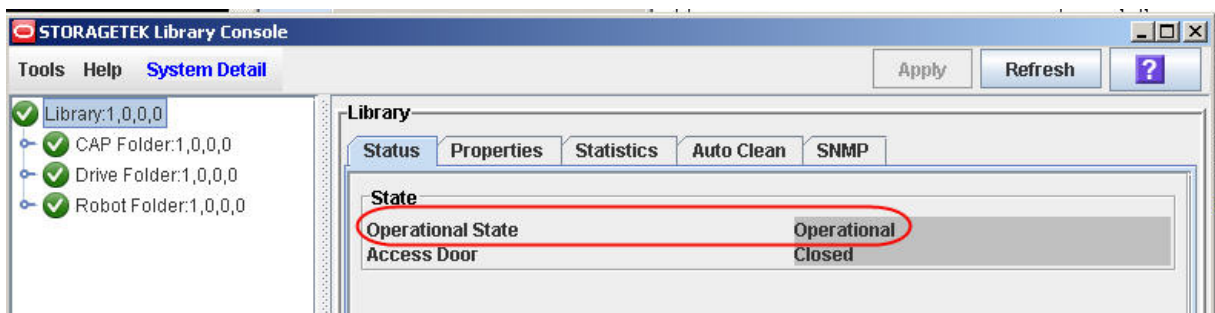 STORAGETEK Library Console
Tools Help System Detail
Apply Refresh ?
Library:1,0,0,0
CAP Folder:1,0,0,0
Drive Folder:1,0,0,0
Robot Folder:1,0,0,0
Library
Status Properties Statistics Auto Clean SNMP
State
Operational State Operational
Access Door Closed